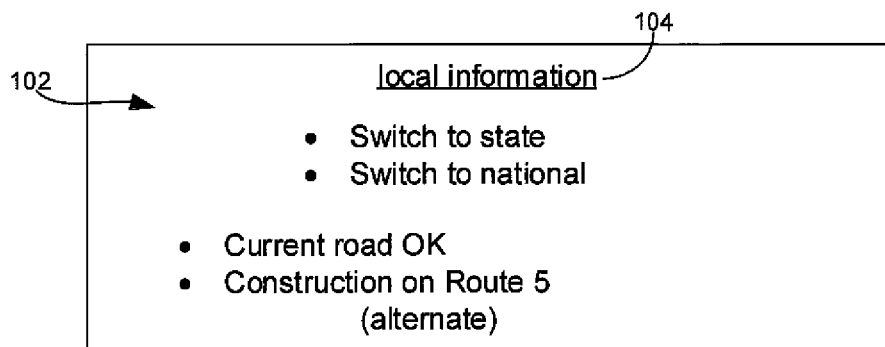 104
102
local information
• Switch to state
• Switch to national
• Current road OK
• Construction on Route 5
(alternate)